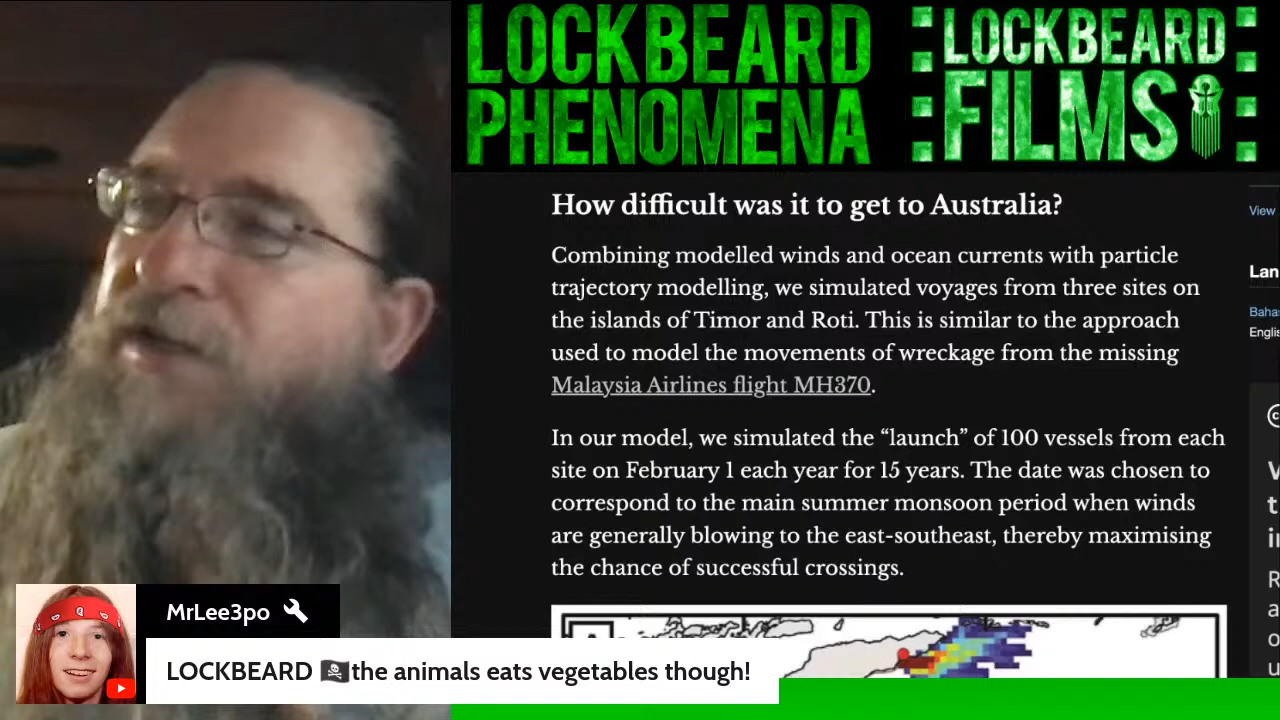 LOCKBEARD
PHENOMENA
LOCKBEARD
FILMS
How difficult was it to get to Australia?
Combining modelled winds and ocean currents with particle
trajectory modelling, we simulated voyages from three sites on
the islands of Timor and Roti. This is similar to the approach
used to model the movements of wreckage from the missing
Malaysia Airlines flight MH370.
In our model, we simulated the “launch” of 100 vessels from each
site on February 1 each year for 15 years. The date was chosen to
correspond to the main summer monsoon period when winds
are generally blowing to the east-southeast, thereby maximising
the chance of successful crossings.
View
Lan
Baha
Englis
MrLee3po
LOCKBEARD 🏴‍☠️the animals eats vegetables though!